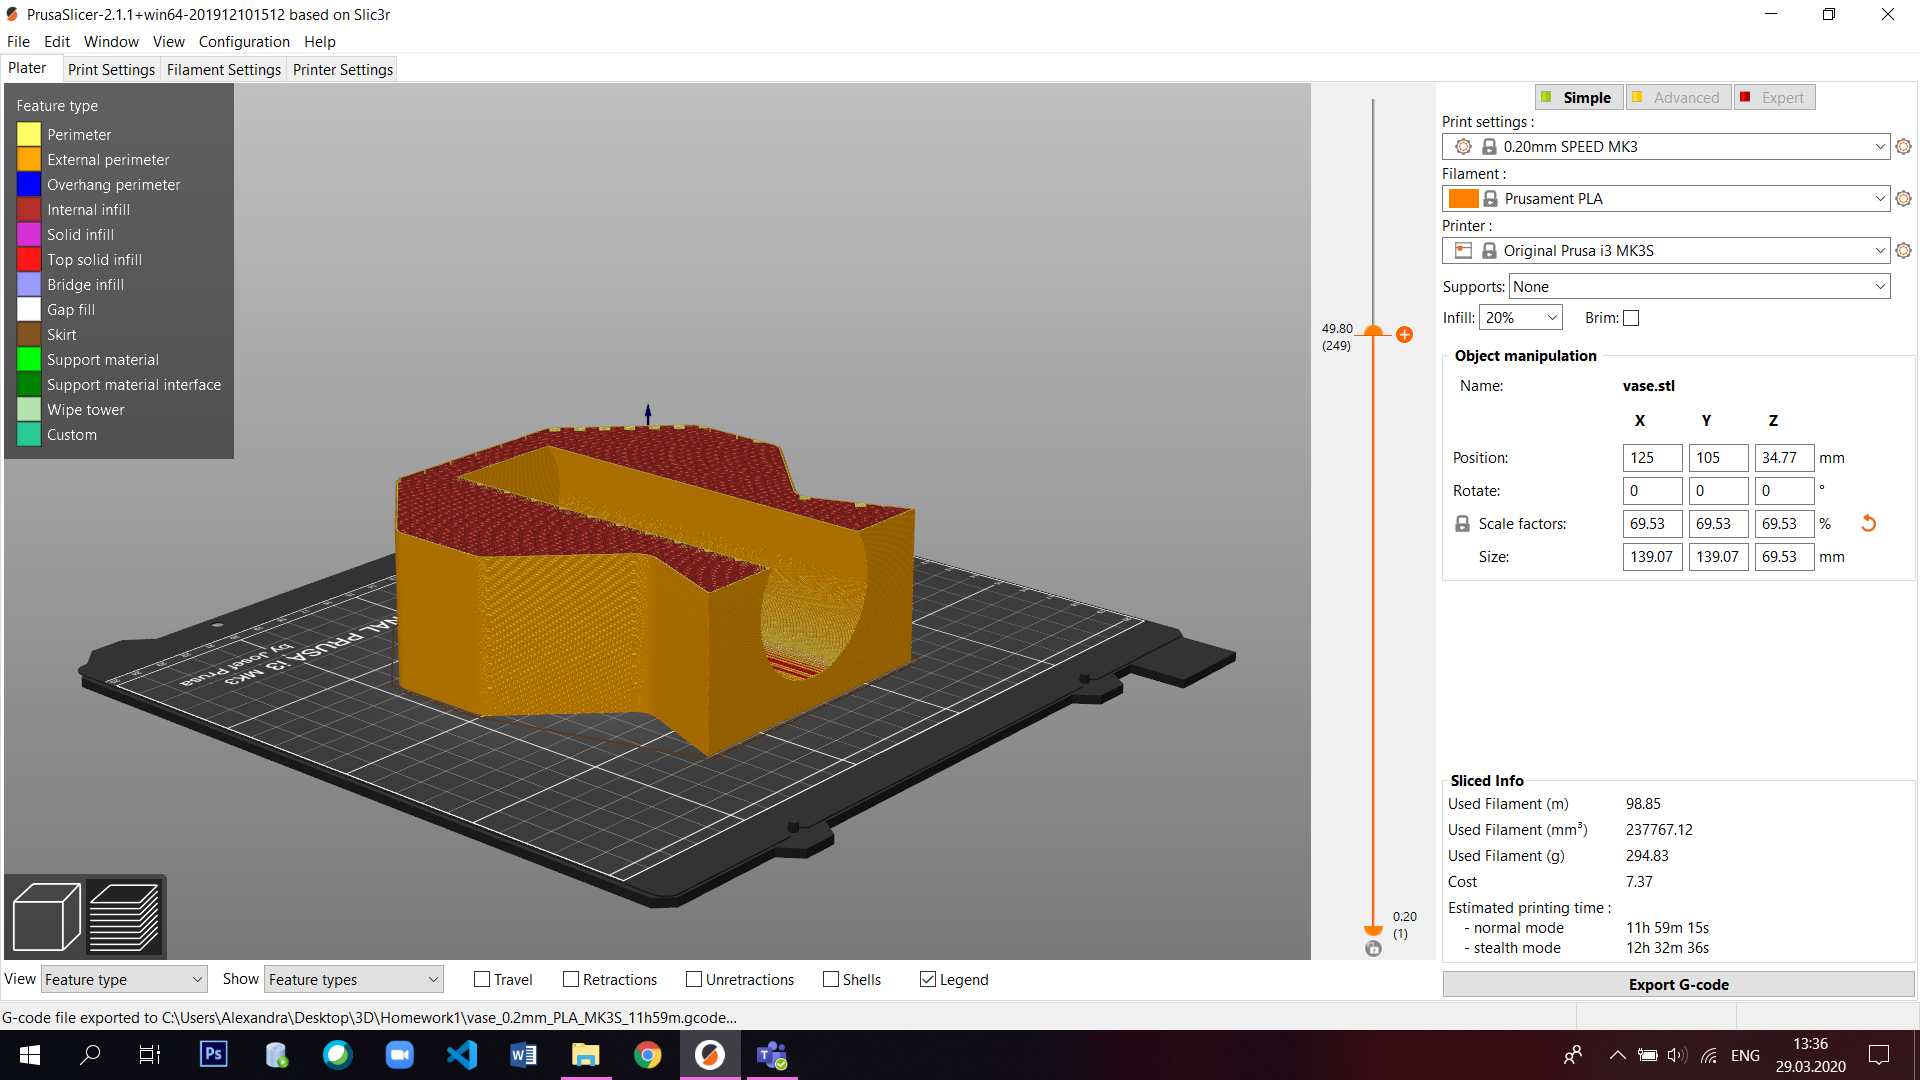 PrusaSlicer-2.1.1+win64-201912101512 based on Slic3r
File Edit Window View Configuration Help
Plater Print Settings Filament Settings Printer Settings
Feature type
Perimeter
External perimeter
Overhang perimeter
Internal infill
Solid infill
Top solid infill
Bridge infill
Gap fill
Skirt
Support material
Support material interface
Wipe tower
Custom
NAL PRUSA i3 MK3
by Josef Prusa
49.80
(249)
0.20
(1)
Simple Advanced Expert
Print settings :
0.20mm SPEED MK3
Filament :
Prusament PLA
Printer :
Original Prusa i3 MK3S
Supports: None
Infill: 20% Brim:
Object manipulation
Name: vase.stl
X Y Z
Position: 125 105 34.77 mm
Rotate: 0 0 0 °
Scale factors: 69.53 69.53 69.53 %
Size: 139.07 139.07 69.53 mm
Sliced Info
Used Filament (m) 98.85
Used Filament (mm³) 237767.12
Used Filament (g) 294.83
Cost 7.37
Estimated printing time :
- normal mode 11h 59m 15s
- stealth mode 12h 32m 36s
Export G-code
View Feature type Show Feature types Travel Retractions Unretractions Shells Legend
G-code file exported to C:\Users\Alexandra\Desktop\3D\Homework1\vase_0.2mm_PLA_MK3S_11h59m.gcode...
Ps
ENG
13:36
29.03.2020